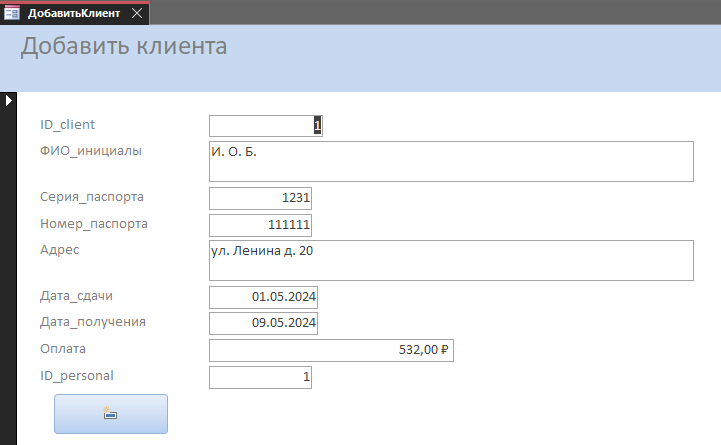 ДобавитьКлиент
Добавить клиента
ID_client 1
ФИО_инициалы И. О. Б.
Серия_паспорта 1231
Номер_паспорта 111111
Адрес ул. Ленина д. 20
Дата_сдачи 01.05.2024
Дата_получения 09.05.2024
Оплата 532,00 ₽
ID_personal 1